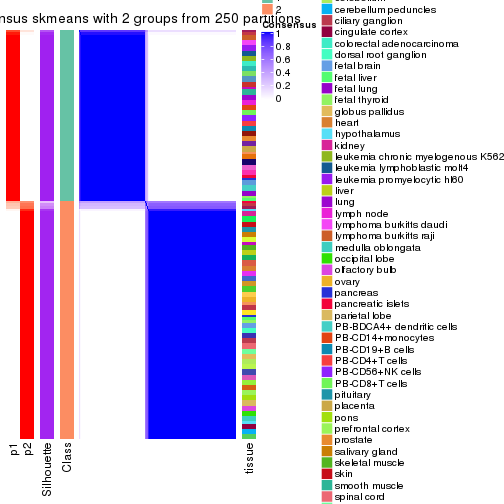 nsus skmeans with 2 groups from 250 partitions
2
Consensus
1
0.8
0.6
0.4
0.2
0
cerebellum peduncles
ciliary ganglion
cingulate cortex
colorectal adenocarcinoma
dorsal root ganglion
fetal brain
fetal liver
fetal lung
fetal thyroid
globus pallidus
heart
hypothalamus
kidney
leukemia chronic myelogenous K562
leukemia lymphoblastic molt4
leukemia promyelocytic hl60
liver
lung
lymph node
lymphoma burkitts daudi
lymphoma burkitts raji
medulla oblongata
occipital lobe
olfactory bulb
ovary
pancreas
pancreatic islets
parietal lobe
PB-BDCA4+ dendritic cells
PB-CD14+monocytes
PB-CD19+B cells
PB-CD4+T cells
PB-CD56+NK cells
PB-CD8+T cells
pituitary
placenta
pons
prefrontal cortex
prostate
salivary gland
skeletal muscle
skin
smooth muscle
spinal cord
p1
p2
Silhouette
Class
tissue